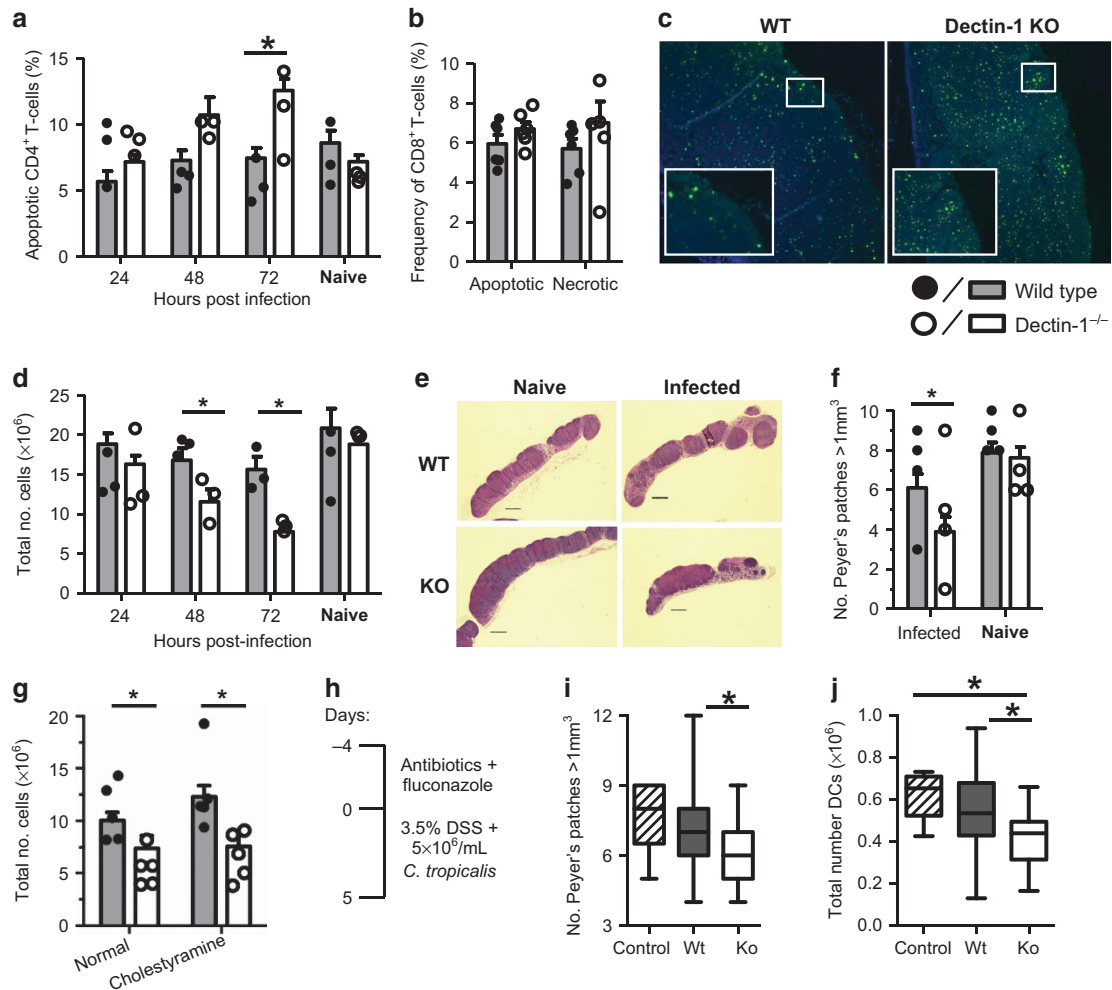 a
Apoptotic CD4+ T-cells (%)
15
10
5
0
*
24 48 72 Naive
Hours post infection
b
Frequency of CD8+ T-cells (%)
10
8
6
4
2
0
Apoptotic Necrotic
c
WT Dectin-1 KO
/ Wild type
/ Dectin-1−/−
d
Total no. cells (×10⁶)
25
20
15
10
5
0
* *
24 48 72 Naive
Hours post-infection
e
Naive Infected
WT
KO
f
No. Peyer's patches > 1mm³
10
8
6
4
2
0
*
Infected Naive
g
Total no. cells (×10⁶)
20
15
10
5
0
* *
Normal Cholestyramine
h
Days:
–4
Antibiotics +
fluconazole
0
3.5% DSS +
5×10⁶/mL
C. tropicalis
5
i
No. Peyer's patches >1mm³
12
9
6
3
*
Control Wt Ko
j
Total number DCs (×10⁶)
1.0
0.8
0.6
0.4
0.2
0.0
*
*
Control Wt Ko